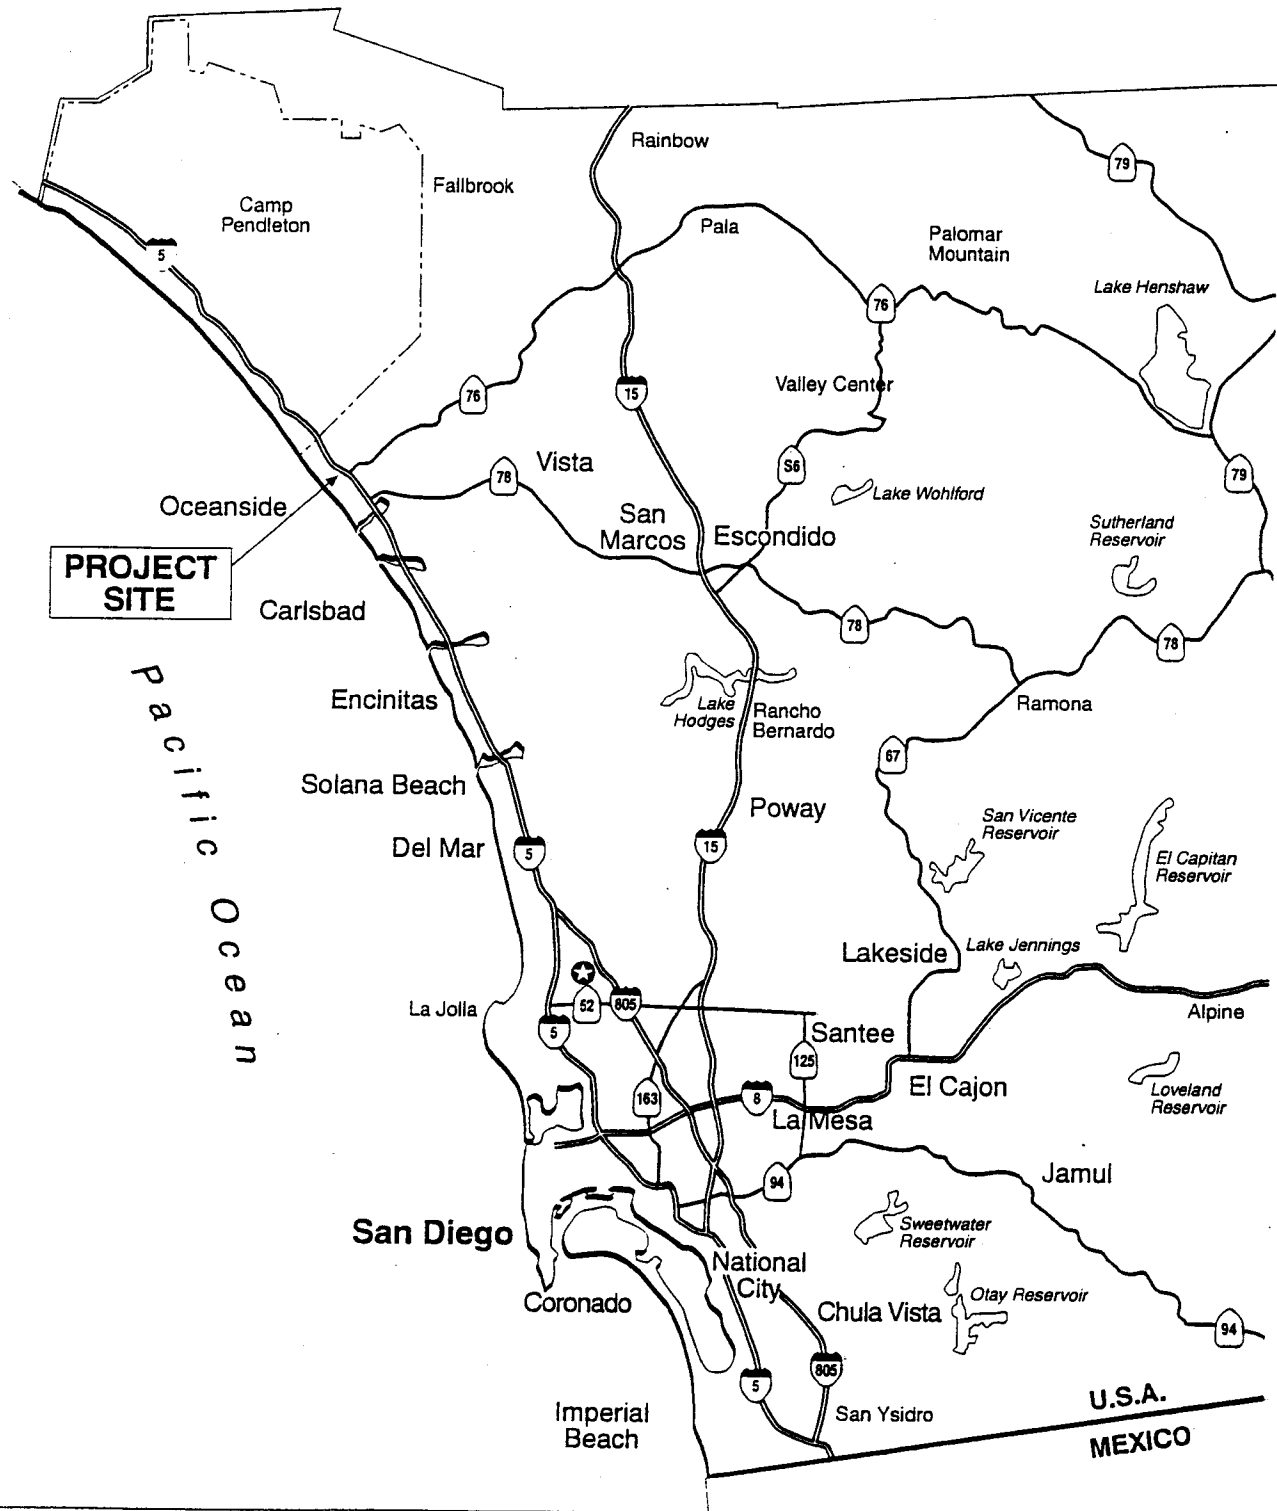 Rainbow
79
Fallbrook
Camp
Pendleton
5
Pala
Palomar
Mountain
Lake Henshaw
76
Valley Center
76
15
S6
79
Vista
78
Lake Wohlford
Oceanside
San
Marcos
Escondido
Sutherland
Reservoir
PROJECT
SITE
Carlsbad
78
78
Encinitas
Lake
Hodges
Rancho
Bernardo
Ramona
67
Solana Beach
Poway
San Vicente
Reservoir
Del Mar
5
15
El Capitan
Reservoir
Pacific Ocean
Lakeside
Lake Jennings
La Jolla
52
805
5
Santee
Alpine
125
El Cajon
163
8
La Mesa
Loveland
Reservoir
94
Jamul
San Diego
Sweetwater
Reservoir
National
City
Coronado
Chula Vista
Otay Reservoir
94
805
5
Imperial
Beach
San Ysidro
U.S.A.
MEXICO